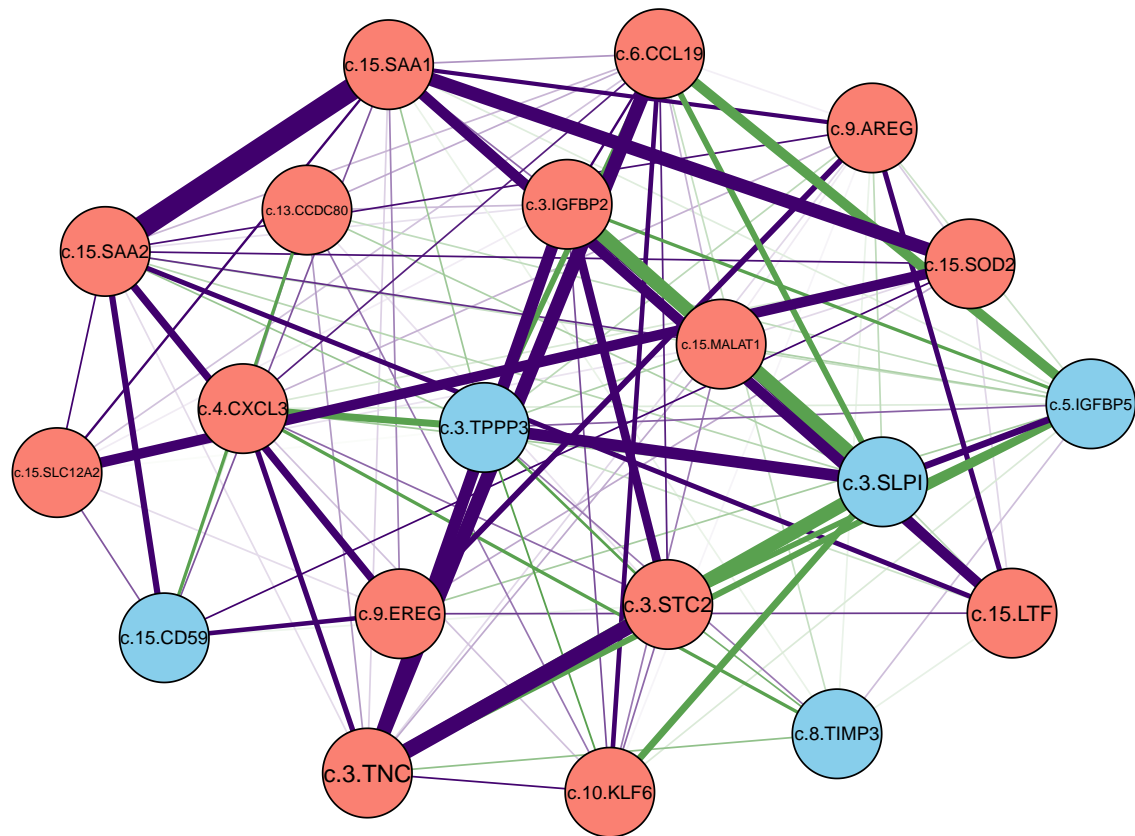 c.6.CCL19
c.15.SAA1
c.9.AREG
c.3.IGFBP2
c.13.CCDC80
c.15.SAA2
c.15.SOD2
c.15.MALAT1
c.5.IGFBP5
c.4.CXCL3
c.3.TPPP3
c.15.SLC12A2
c.3.SLPI
c.3.STC2
c.9.EREG
c.15.LTF
c.15.CD59
c.8.TIMP3
c.3.TNC
c.10.KLF6